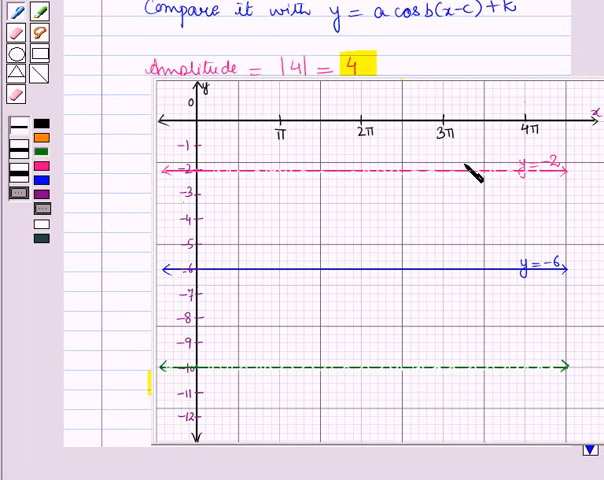 Compare it with y = a cos b(x-c) + k
Amplitude = |4| = 4
y
0
x
π 2π 3π 4π
-1
-2
y = -2
-3
-4
-5
-6
y = -6
-7
-8
-9
-10
-11
-12